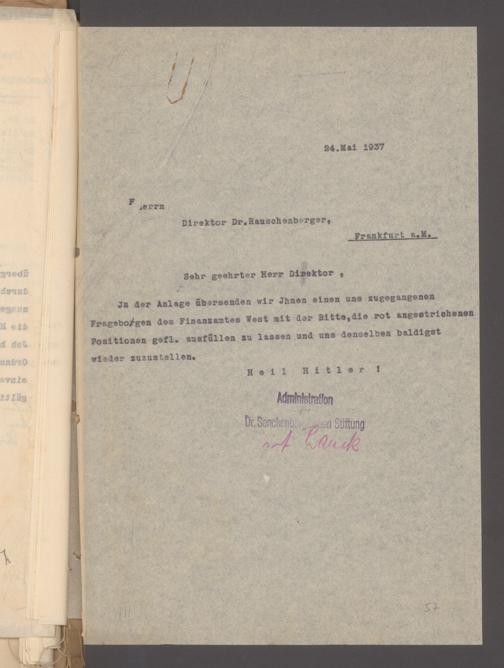 24.Mai 1937
F
Herrn
Direktor Dr.Rauschenberger,
Frankfurt a.M.
Sehr geehrter Herr Direktor ,
Jn der Anlage übersenden wir Jhnen einen uns zugegangenen
Fragebogen des Finanzamtes West mit der Bitte,die rot angestrichenen
Positionen gefl. ausfüllen zu lassen und uns denselben baldigst
wieder zuzustellen.
Heil Hitler !
Administration
Dr. Senckenbergischen Stiftung
57